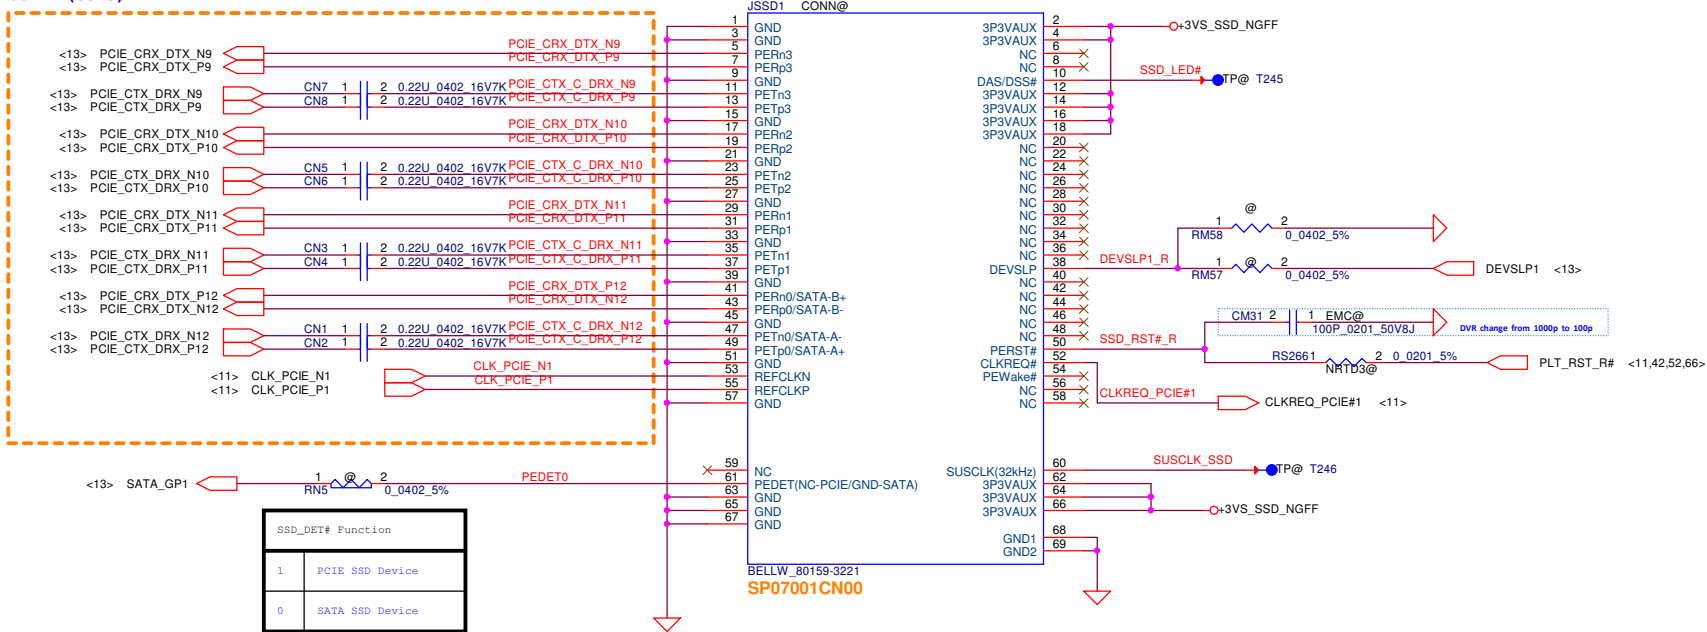 JSSD1 CONN@
1 GND 3P3VAUX 2 +3VS_SSD_NGFF
3 GND 3P3VAUX 4
<13> PCIE_CRX_DTX_N9 PCIE_CRX_DTX_N9 5 PERn3 NC 6
<13> PCIE_CRX_DTX_P9 PCIE_CRX_DTX_P9 7 PERp3 NC 8
9 GND DAS/DSS# 10 SSD_LED# TP@ T245
<13> PCIE_CTX_DRX_N9 CN7 1 2 0.22U_0402_16V7K PCIE_CTX_C_DRX_N9 11 PETn3 3P3VAUX 12
<13> PCIE_CTX_DRX_P9 CN8 1 2 0.22U_0402_16V7K PCIE_CTX_C_DRX_P9 13 PETp3 3P3VAUX 14
15 GND 3P3VAUX 16
<13> PCIE_CRX_DTX_N10 PCIE_CRX_DTX_N10 17 PERn2 3P3VAUX 18
<13> PCIE_CRX_DTX_P10 PCIE_CRX_DTX_P10 19 PERp2 NC 20
21 GND NC 22
<13> PCIE_CTX_DRX_N10 CN5 1 2 0.22U_0402_16V7K PCIE_CTX_C_DRX_N10 23 PETn2 NC 24
<13> PCIE_CTX_DRX_P10 CN6 1 2 0.22U_0402_16V7K PCIE_CTX_C_DRX_P10 25 PETp2 NC 26
27 GND NC 28
<13> PCIE_CRX_DTX_N11 PCIE_CRX_DTX_N11 29 PERn1 NC 30
<13> PCIE_CRX_DTX_P11 PCIE_CRX_DTX_P11 31 PERp1 NC 32
@
1 2
RM58 0_0402_5%
33 GND NC 34
<13> PCIE_CTX_DRX_N11 CN3 1 2 0.22U_0402_16V7K PCIE_CTX_C_DRX_N11 35 PETn1 NC 36
<13> PCIE_CTX_DRX_P11 CN4 1 2 0.22U_0402_16V7K PCIE_CTX_C_DRX_P11 37 PETp1 DEVSLP 38 DEVSLP1_R 1 @ 2 DEVSLP1 <13>
RM57 0_0402_5%
39 GND NC 40
<13> PCIE_CRX_DTX_P12 PCIE_CRX_DTX_P12 41 PERn0/SATA-B+ NC 42
<13> PCIE_CRX_DTX_N12 PCIE_CRX_DTX_N12 43 PERp0/SATA-B- NC 44
45 GND NC 46
CM31 2 1 EMC@
100P_0201_50V8J DVR change from 1000p to 100p
<13> PCIE_CTX_DRX_N12 CN1 1 2 0.22U_0402_16V7K PCIE_CTX_C_DRX_N12 47 PETn0/SATA-A- NC 48
<13> PCIE_CTX_DRX_P12 CN2 1 2 0.22U_0402_16V7K PCIE_CTX_C_DRX_P12 49 PETp0/SATA-A+ PERST# 50 SSD_RST#_R
51 GND CLKREQ# 52 RS266 1 2 0_0201_5% PLT_RST_R# <11,42,52,66>
NRTD3@
<11> CLK_PCIE_N1 CLK_PCIE_N1 53 REFCLKN PEWake# 54
<11> CLK_PCIE_P1 CLK_PCIE_P1 55 REFCLKP NC 56
57 GND NC 58 CLKREQ_PCIE#1 CLKREQ_PCIE#1 <11>
59 NC SUSCLK(32kHz) 60 SUSCLK_SSD TP@ T246
<13> SATA_GP1 1 @ 2 PEDET0 61 PEDET(NC-PCIE/GND-SATA) 3P3VAUX 62
RN5 0_0402_5%
63 GND 3P3VAUX 64
65 GND 3P3VAUX 66 +3VS_SSD_NGFF
67 GND
GND1 68
GND2 69
BELLW_80159-3221
SP07001CN00
SSD_DET# Function
1 PCIE SSD Device
0 SATA SSD Device